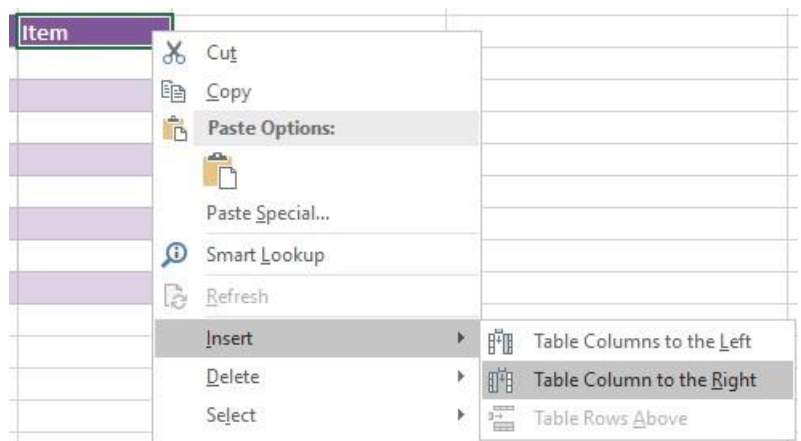 Item
Cut
Copy
Paste Options:
Paste Special...
Smart Lookup
Refresh
Insert
Table Columns to the Left
Delete
Table Column to the Right
Select
Table Rows Above